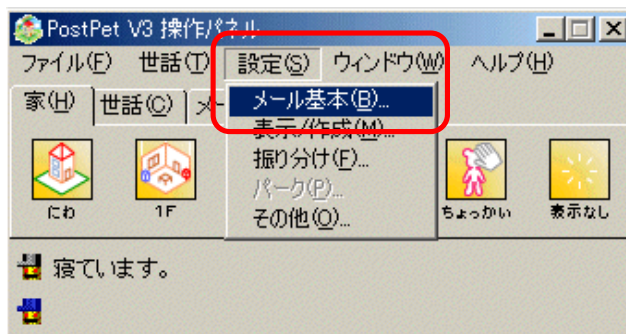 PostPet V3 操作パネル
ファイル(F) 世話(T) 設定(S) ウィンドウ(W) ヘルプ(H)
家(H) 世話(C) メー
メール基本(B)...
表示/作成(M)...
振り分け(F)...
パーク(P)...
その他(O)...
にわ 1F ちょっかい 表示なし
寝ています。